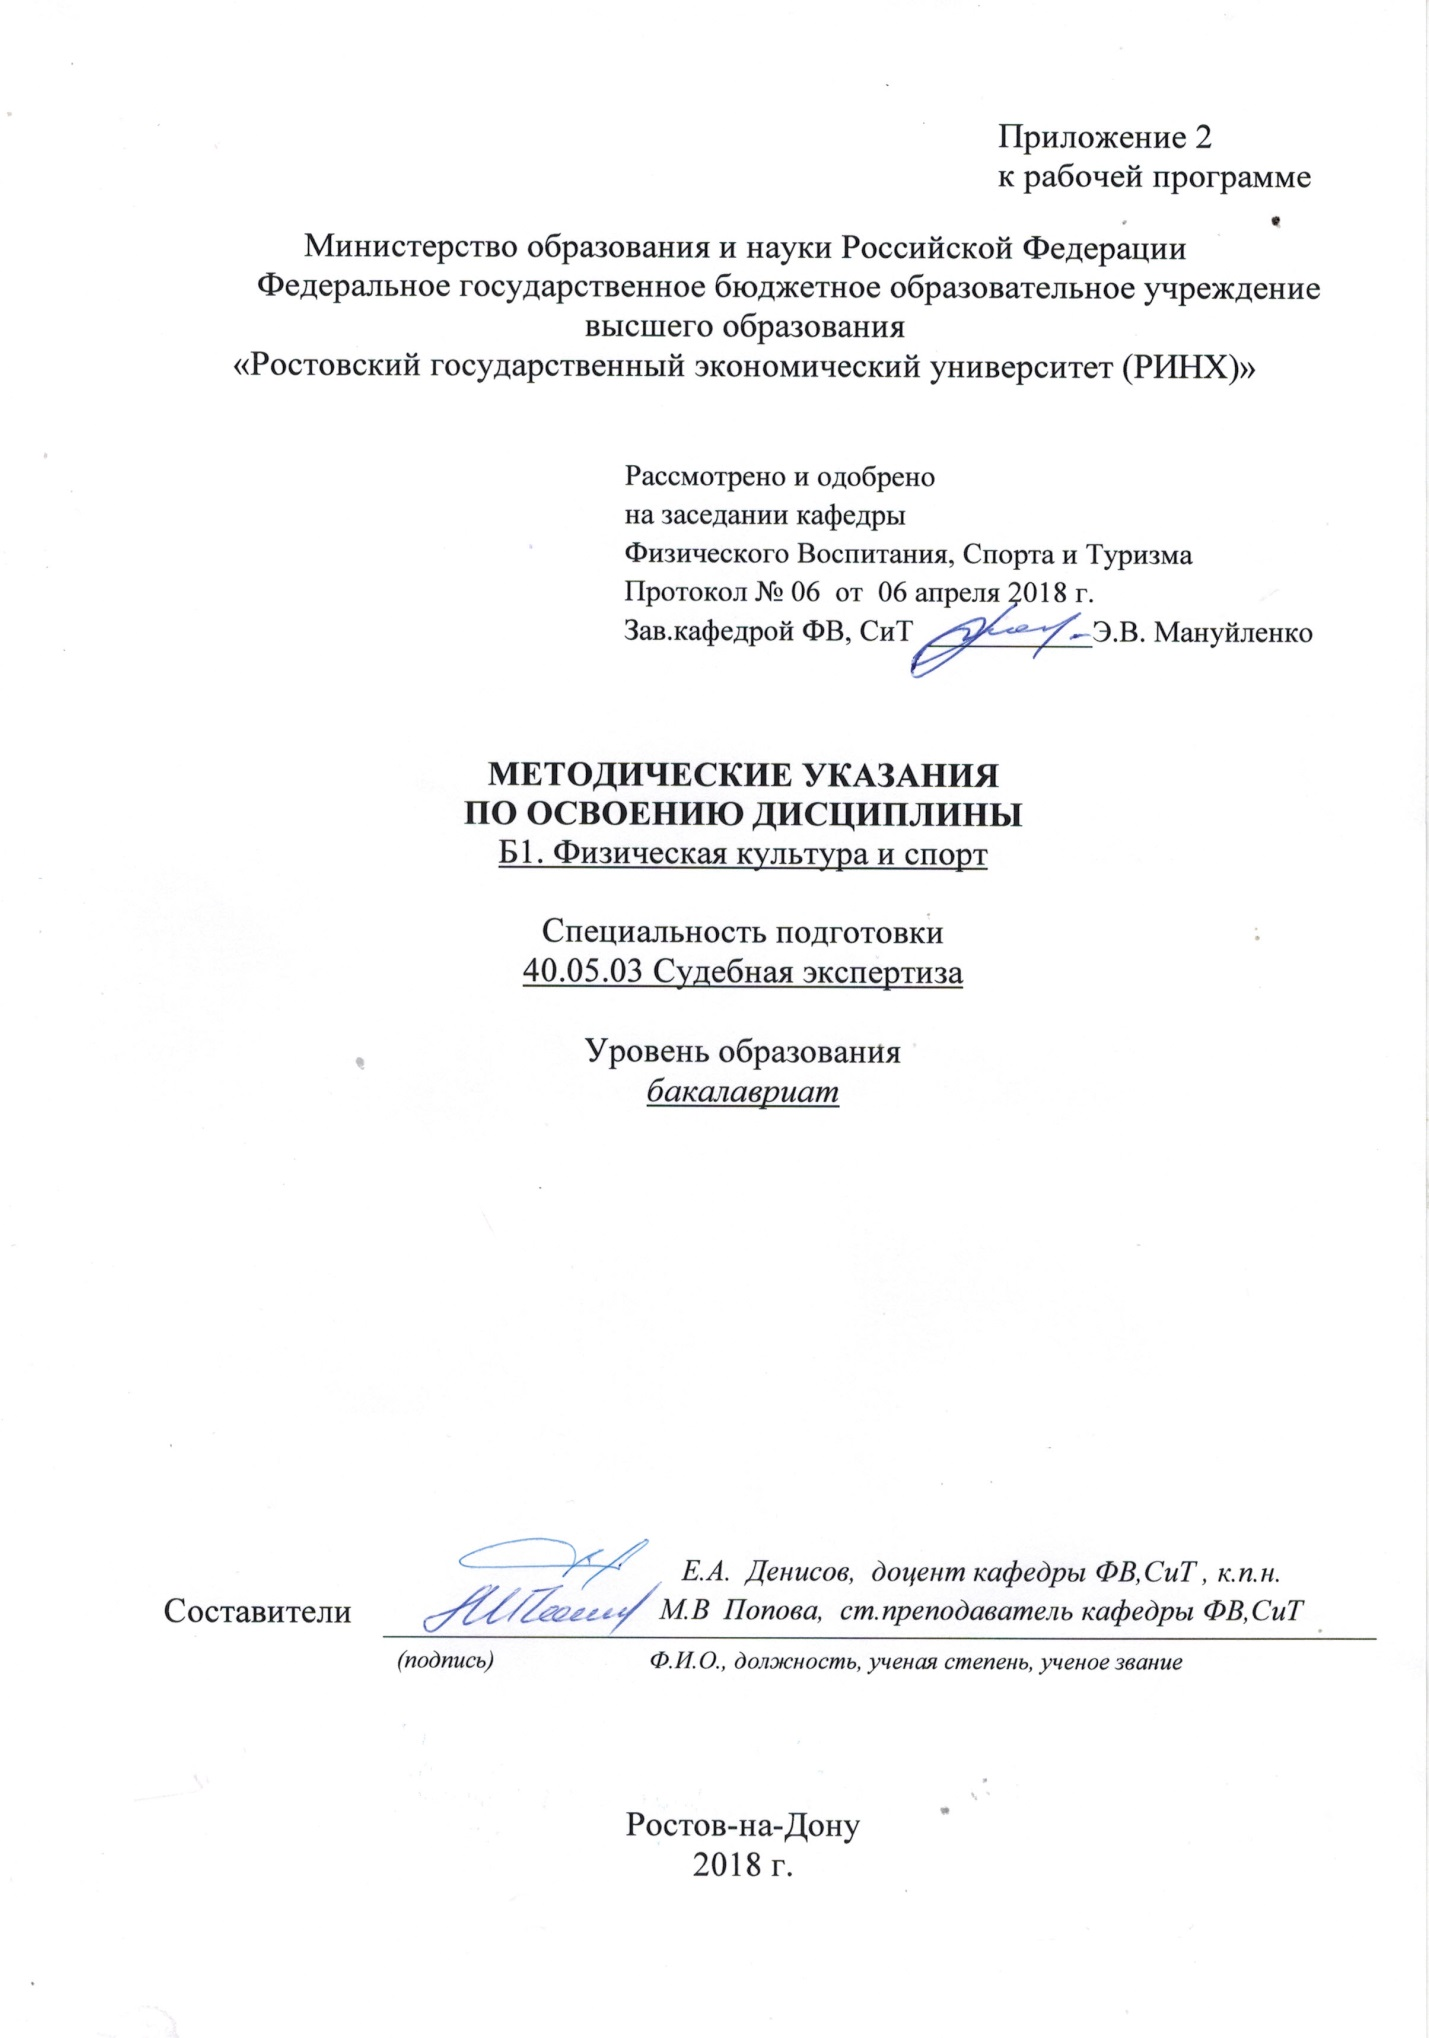 Приложение 2
к рабочей программе
Министерство образования и науки Российской Федерации
Федеральное государственное бюджетное образовательное учреждение
высшего образования
«Ростовский государственный экономический университет (РИНХ)»
Рассмотрено и одобрено
на заседании кафедры
Физического Воспитания, Спорта и Туризма
Протокол № 06 от 06 апреля 2018 г.
Зав.кафедрой ФВ, СиТ ____________Э.В. Мануйленко
МЕТОДИЧЕСКИЕ УКАЗАНИЯ
ПО ОСВОЕНИЮ ДИСЦИПЛИНЫ
Б1. Физическая культура и спорт
Специальность подготовки
40.05.03 Судебная экспертиза
Уровень образования
бакалавриат
Е.А. Денисов, доцент кафедры ФВ,СиТ , к.п.н.
Составители М.В Попова, ст.преподаватель кафедры ФВ,СиТ
(подпись) Ф.И.О., должность, ученая степень, ученое звание
Ростов-на-Дону
2018 г.